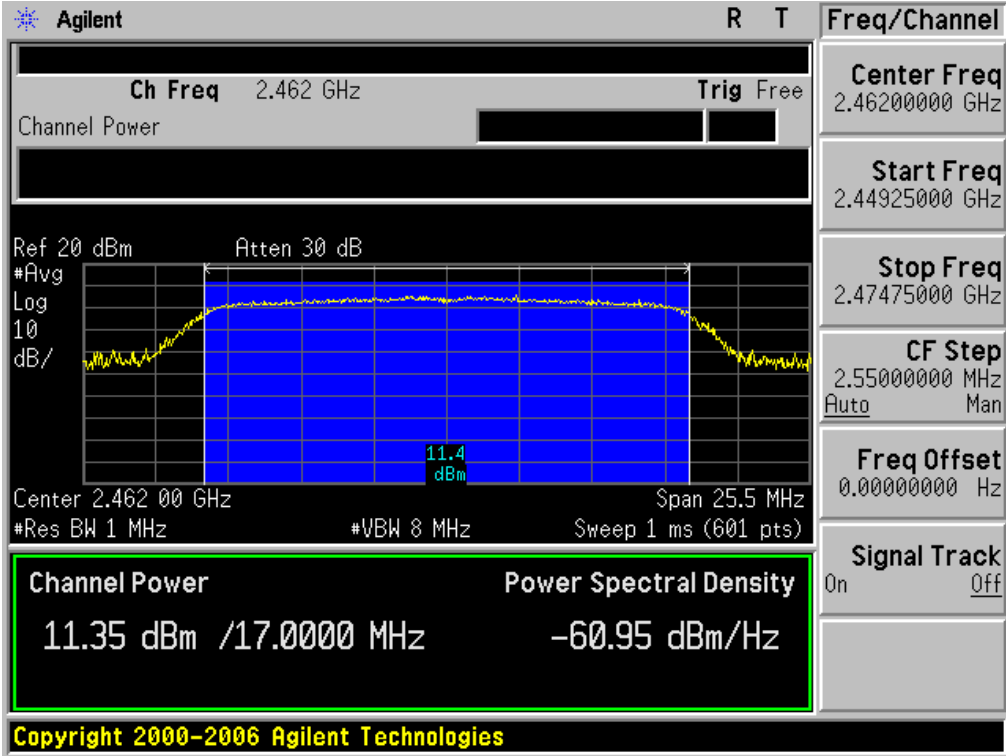 Agilent R T Freq/Channel
Ch Freq 2.462 GHz Trig Free
Channel Power
Center Freq
2.46200000 GHz
Start Freq
2.44925000 GHz
Stop Freq
2.47475000 GHz
CF Step
2.55000000 MHz
Auto Man
Freq Offset
0.00000000 Hz
Signal Track
On Off
Ref 20 dBm Atten 30 dB
#Avg
Log
10
dB/
11.4
dBm
Center 2.462 00 GHz Span 25.5 MHz
#Res BW 1 MHz #VBW 8 MHz Sweep 1 ms (601 pts)
Channel Power Power Spectral Density
11.35 dBm /17.0000 MHz -60.95 dBm/Hz
Copyright 2000-2006 Agilent Technologies